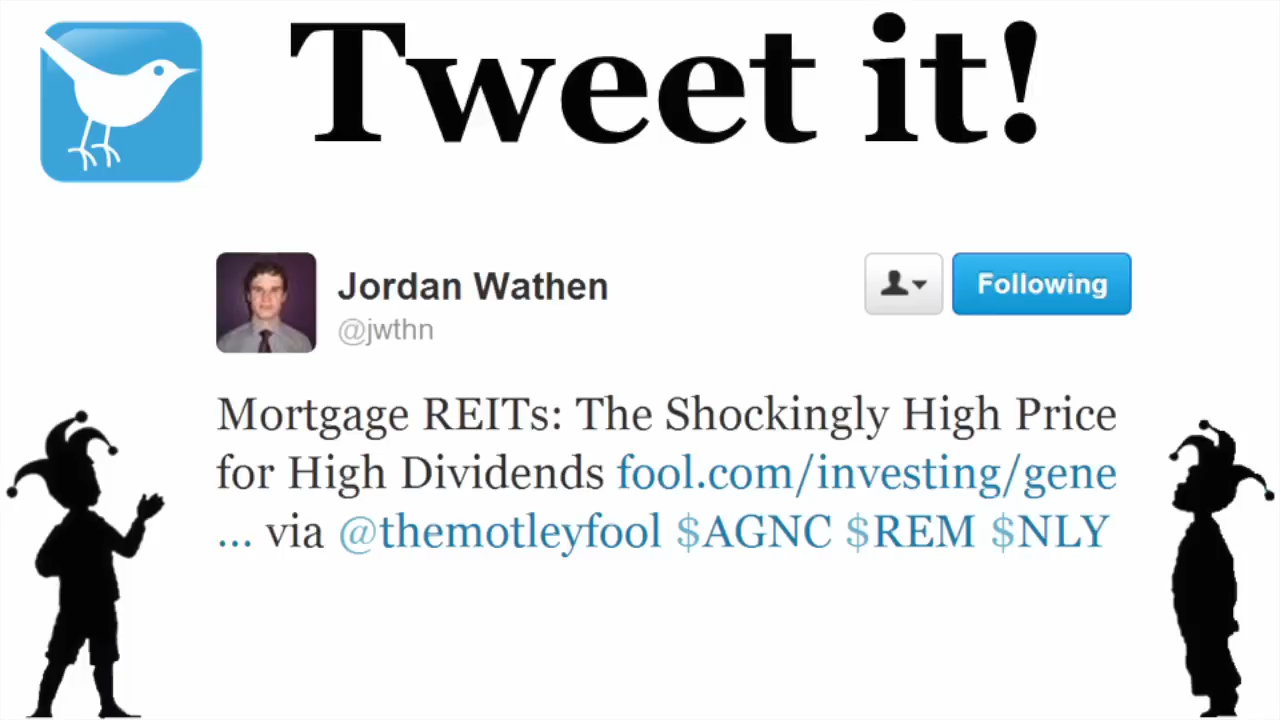 Tweet it!
Jordan Wathen
Following
@jwthn
Mortgage REITs: The Shockingly High Price
for High Dividends fool.com/investing/gene
... via @themotleyfool $AGNC $REM $NLY